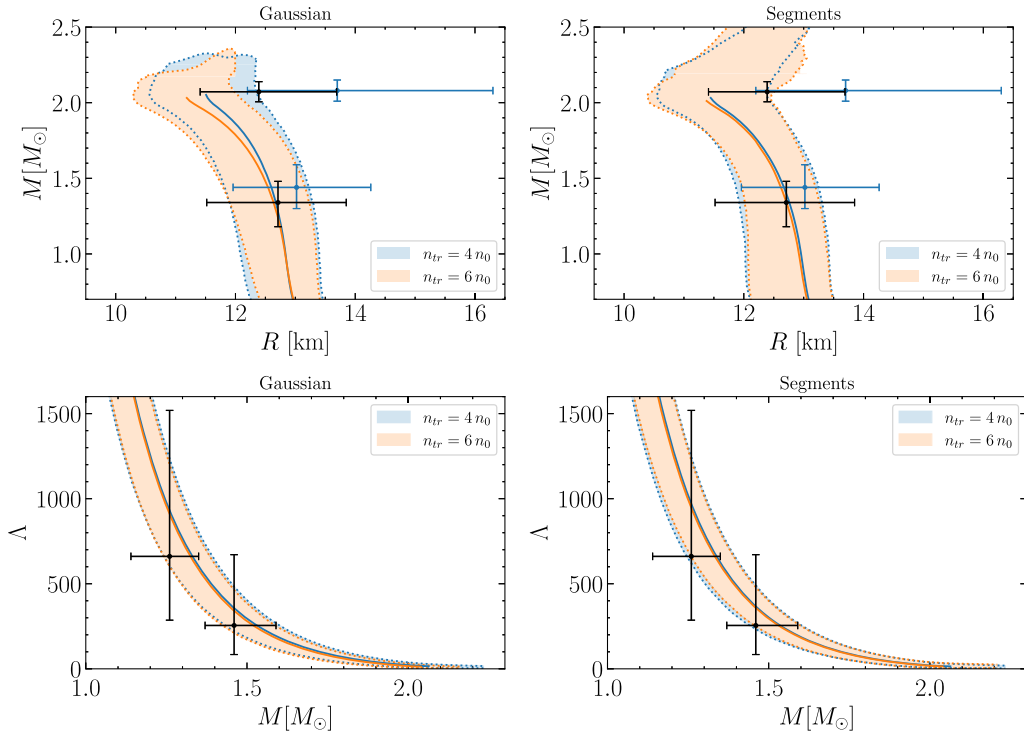 Gaussian
2.5
2.0
1.5
1.0
M[M⊙]
n_tr = 4 n_0
n_tr = 6 n_0
10 12 14 16
R [km]
Segments
2.5
2.0
1.5
1.0
M[M⊙]
n_tr = 4 n_0
n_tr = 6 n_0
10 12 14 16
R [km]
Gaussian
1500
1000
500
0
Λ
n_tr = 4 n_0
n_tr = 6 n_0
1.0 1.5 2.0
M[M⊙]
Segments
1500
1000
500
0
Λ
n_tr = 4 n_0
n_tr = 6 n_0
1.0 1.5 2.0
M[M⊙]